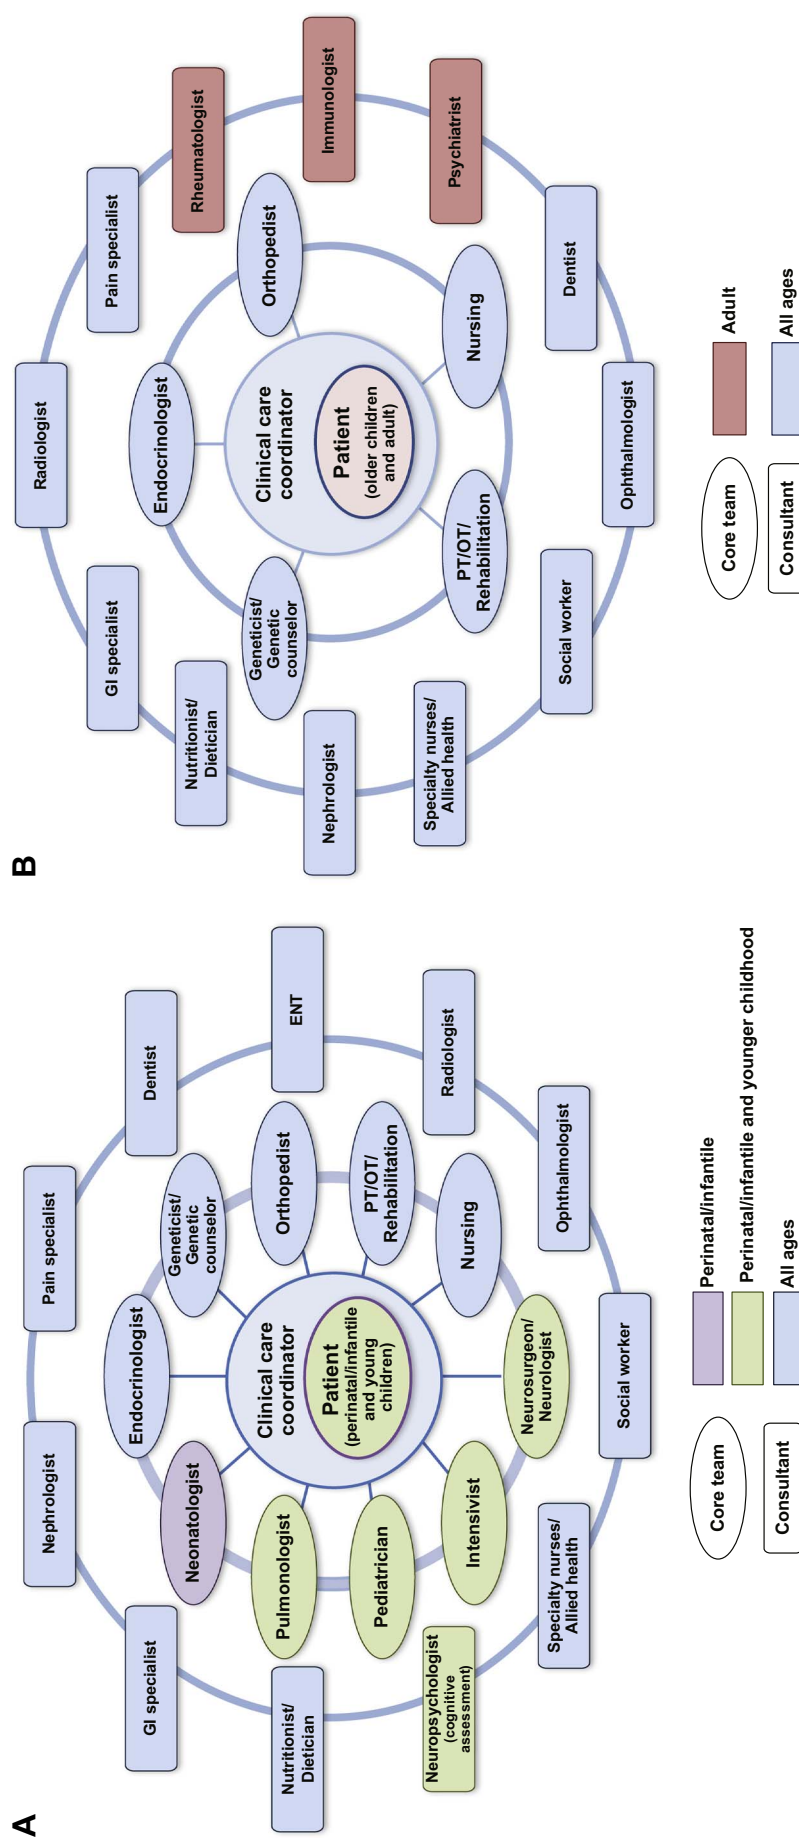 A
Nephrologist
Pain specialist
GI specialist
Dentist
Endocrinologist
Neonatologist
Geneticist/
Genetic
counselor
Nutritionist/
Dietician
Pulmonologist
Clinical care
coordinator
Orthopedist
ENT
Patient
(perinatal/infantile
and young
children)
Pediatrician
PT/OT/
Rehabilitation
Neuropsychologist
(cognitive
assessment)
Radiologist
Intensivist
Nursing
Neurosurgeon/
Neurologist
Specialty nurses/
Allied health
Ophthalmologist
Social worker
Core team
Consultant
Perinatal/infantile
Perinatal/infantile and younger childhood
All ages
B
Radiologist
GI specialist
Pain specialist
Endocrinologist
Nutritionist/
Dietician
Rheumatologist
Geneticist/
Genetic
counselor
Clinical care
coordinator
Orthopedist
Nephrologist
Immunologist
Patient
(older children
and adult)
Specialty nurses/
Allied health
PT/OT/
Rehabilitation
Nursing
Psychiatrist
Social worker
Dentist
Ophthalmologist
Core team
Consultant
Adult
All ages